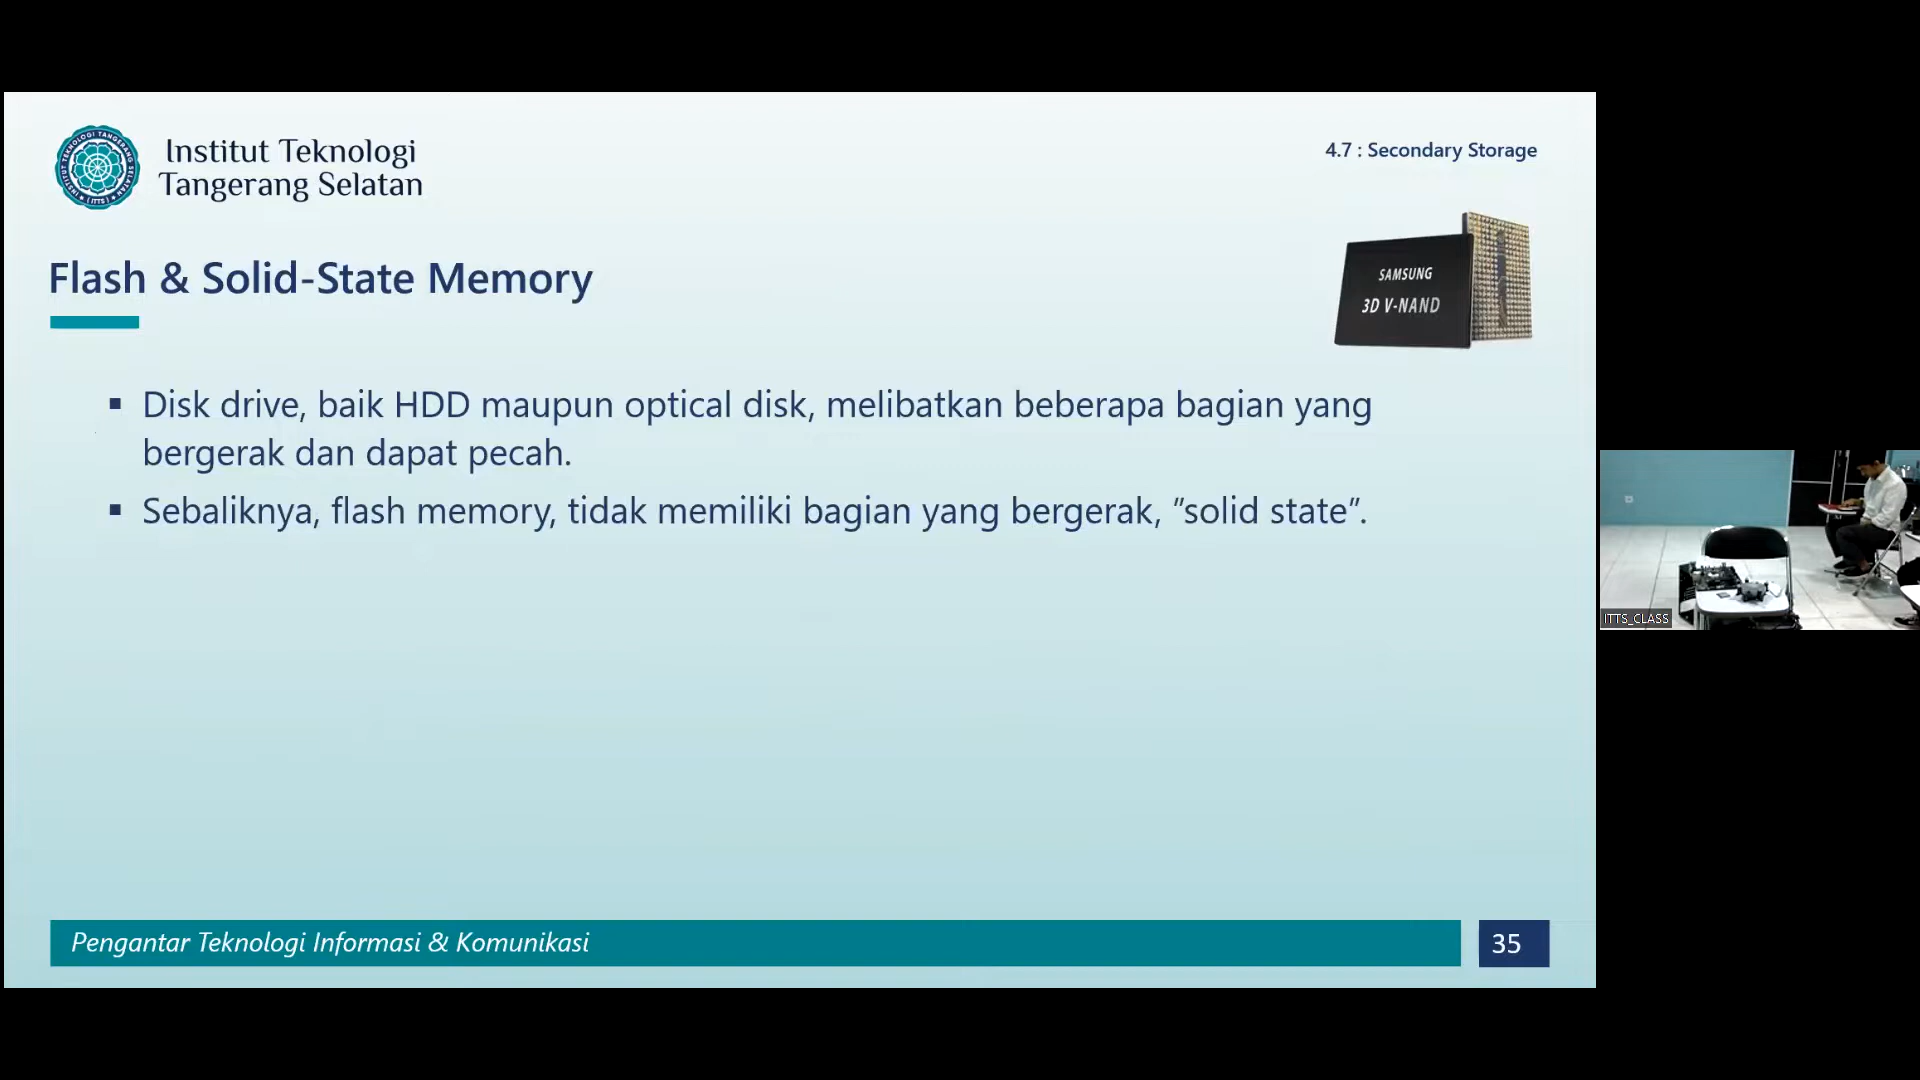 Institut Teknologi
Tangerang Selatan
4.7 : Secondary Storage
Flash & Solid-State Memory
SAMSUNG
3D V-NAND
▪ Disk drive, baik HDD maupun optical disk, melibatkan beberapa bagian yang
bergerak dan dapat pecah.
▪ Sebaliknya, flash memory, tidak memiliki bagian yang bergerak, ”solid state”.
ITTS_CLASS
Pengantar Teknologi Informasi & Komunikasi
35